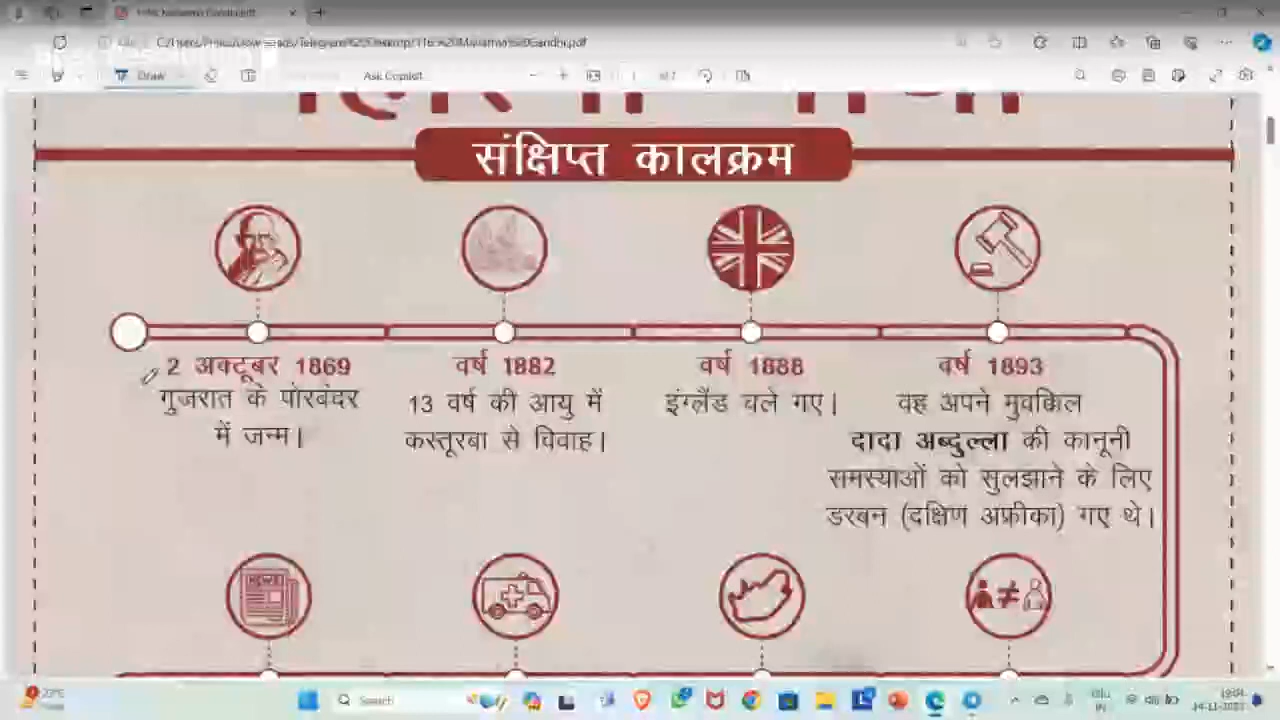 Draw
Ask Copilot
संक्षिप्त कालक्रम
2 अक्टूबर 1869
गुजरात के पोरबंदर
में जन्म।
वर्ष 1882
13 वर्ष की आयु में
कस्तूरबा से विवाह।
वर्ष 1888
इंग्लैंड चले गए।
वर्ष 1893
वह अपने मुवक्किल
दादा अब्दुल्ला की कानूनी
समस्याओं को सुलझाने के लिए
डरबन (दक्षिण अफ्रीका) गए थे।
NEWS
Search